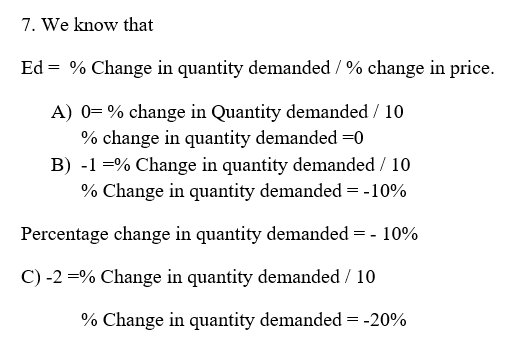 7. We know that
Ed = % Change in quantity demanded / % change in price.
A) 0= % change in Quantity demanded / 10
% change in quantity demanded =0
B) -1 =% Change in quantity demanded / 10
% Change in quantity demanded = -10%
Percentage change in quantity demanded = - 10%
C) -2 =% Change in quantity demanded / 10
% Change in quantity demanded = -20%